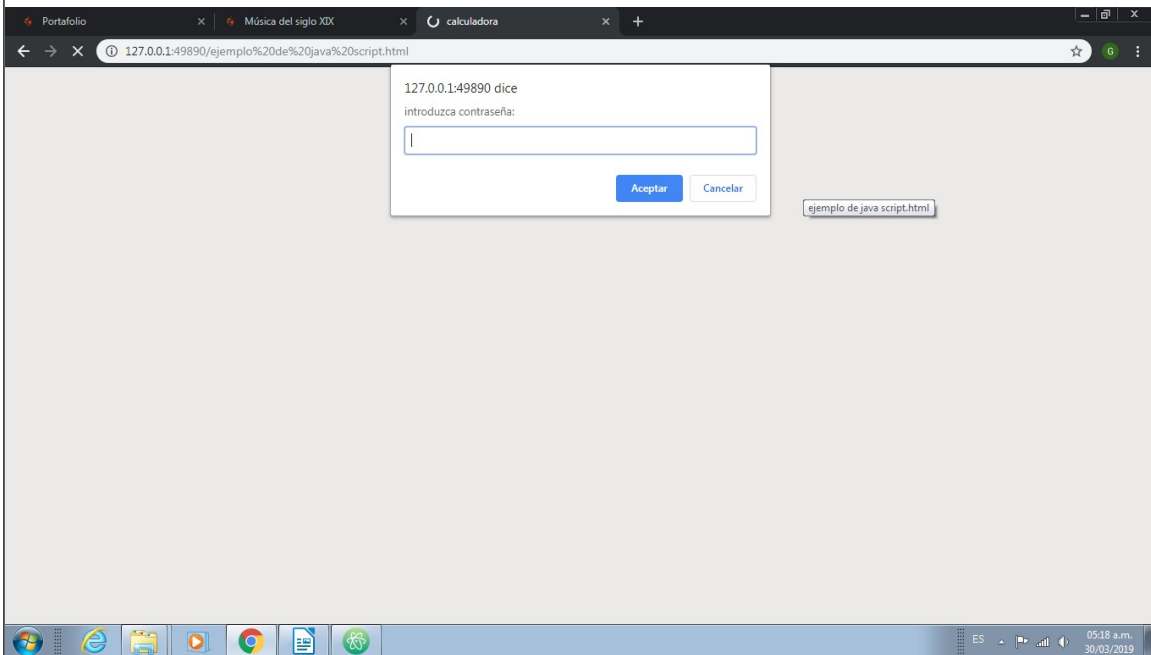 Portafolio
Música del siglo XIX
calculadora
127.0.0.1:49890/ejemplo%20de%20java%20script.html
G
127.0.0.1:49890 dice
introduzca contraseña:
Aceptar
Cancelar
ejemplo de java script.html
ES
05:18 a.m.
30/03/2019